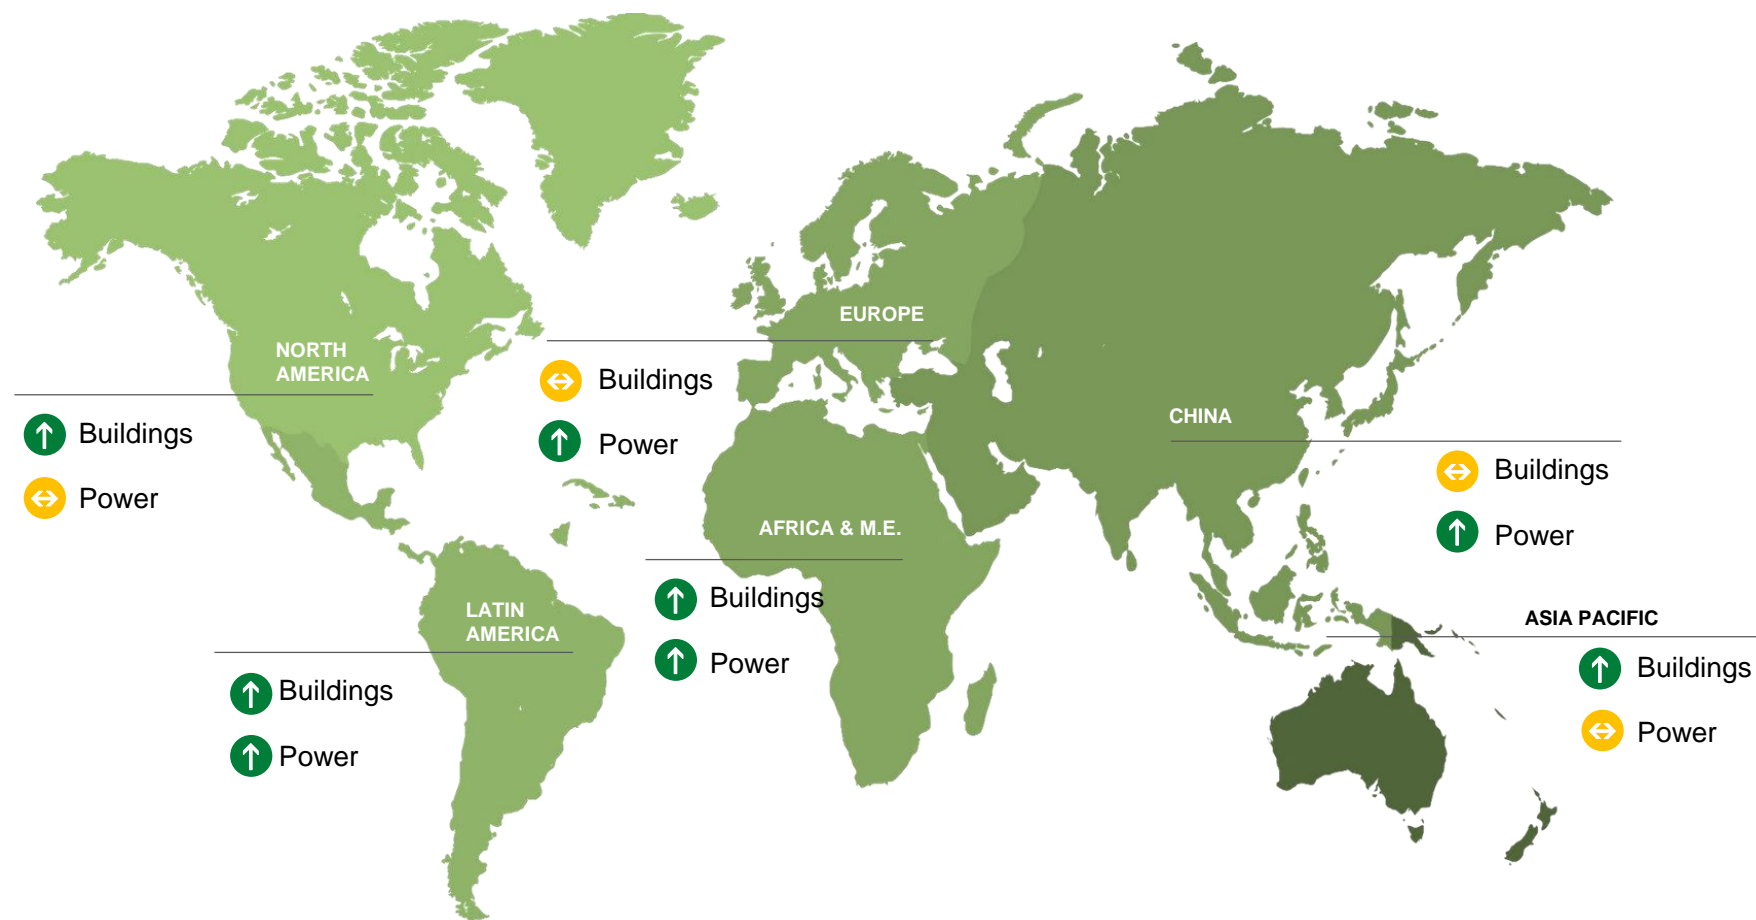 NORTH
AMERICA
Buildings
Power
EUROPE
Buildings
Power
CHINA
Buildings
Power
AFRICA & M.E.
Buildings
Power
LATIN
AMERICA
Buildings
Power
ASIA PACIFIC
Buildings
Power